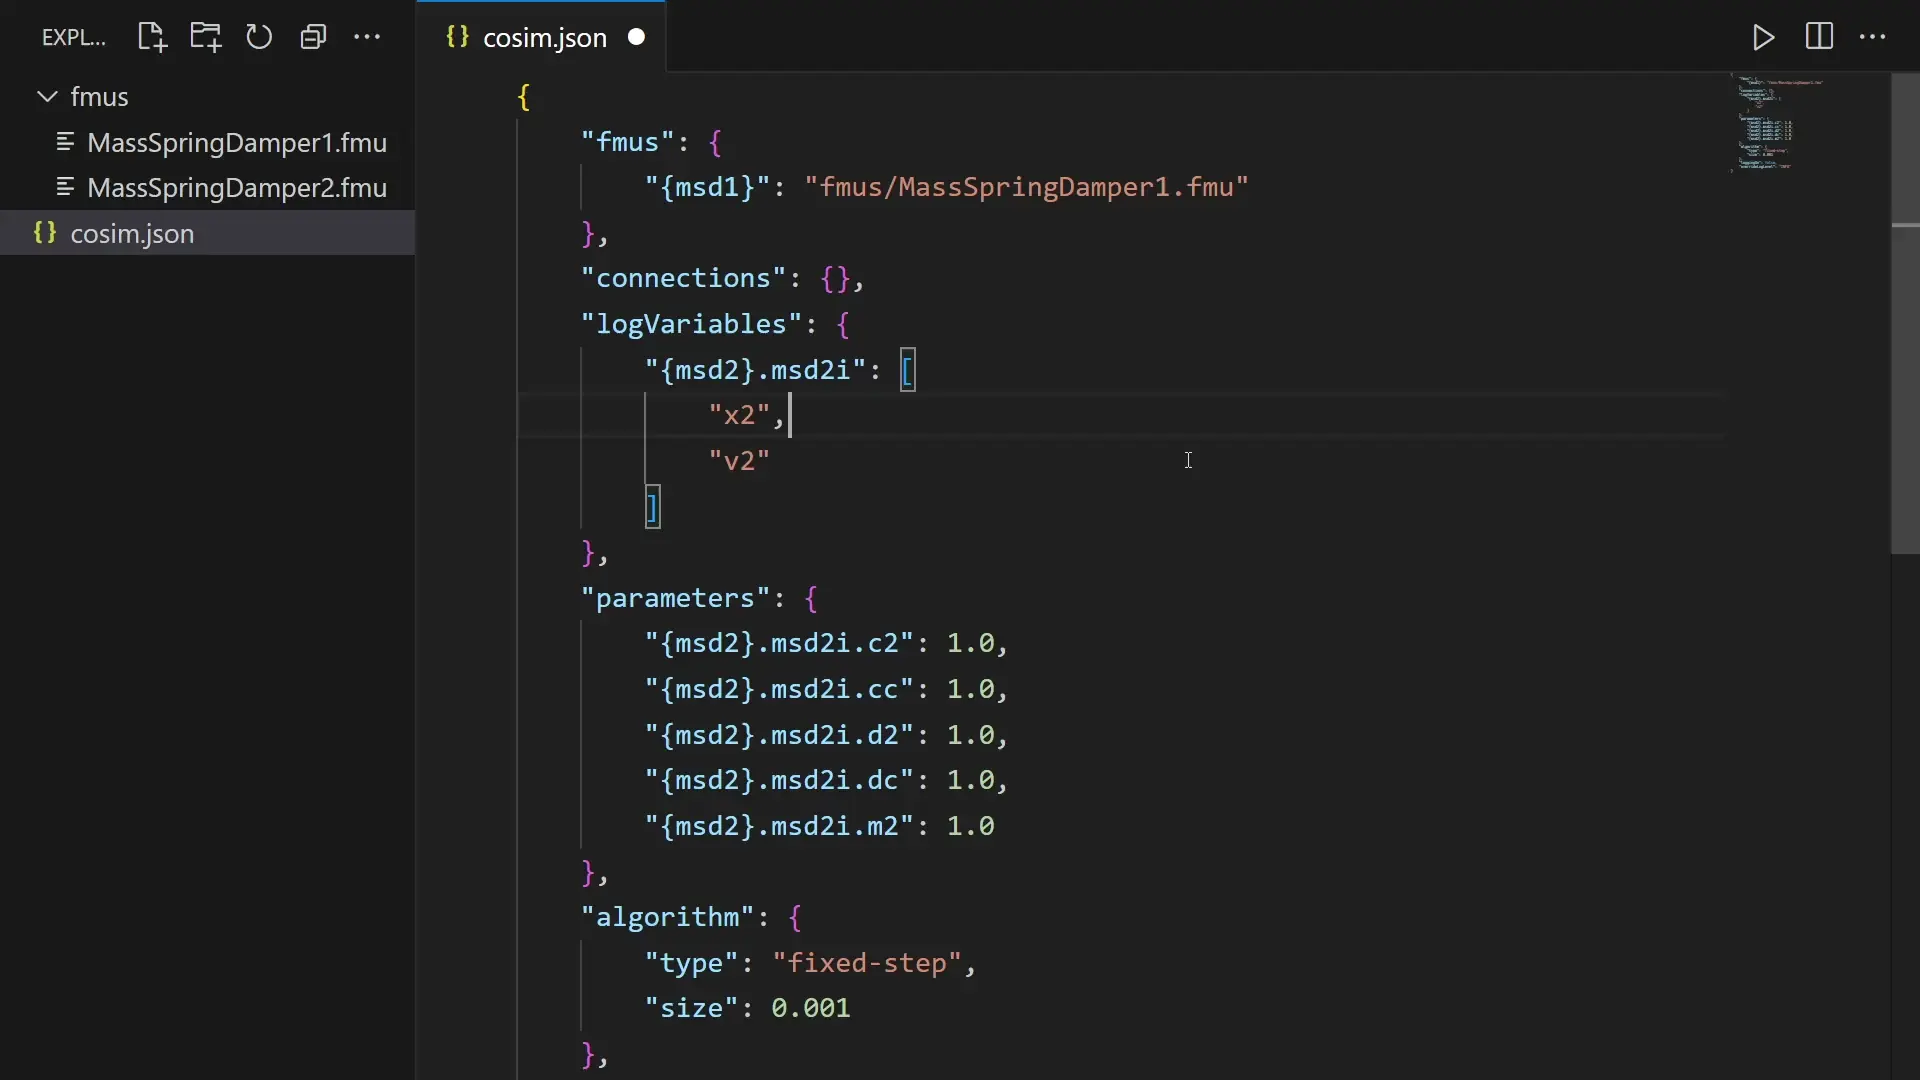 EXPL...
fmus
MassSpringDamper1.fmu
MassSpringDamper2.fmu
{} cosim.json
{} cosim.json
{
"fmus": {
"{msd1}": "fmus/MassSpringDamper1.fmu"
},
"connections": {},
"logVariables": {
"{msd2}.msd2i": [
"x2",
"v2"
]
},
"parameters": {
"{msd2}.msd2i.c2": 1.0,
"{msd2}.msd2i.cc": 1.0,
"{msd2}.msd2i.d2": 1.0,
"{msd2}.msd2i.dc": 1.0,
"{msd2}.msd2i.m2": 1.0
},
"algorithm": {
"type": "fixed-step",
"size": 0.001
},